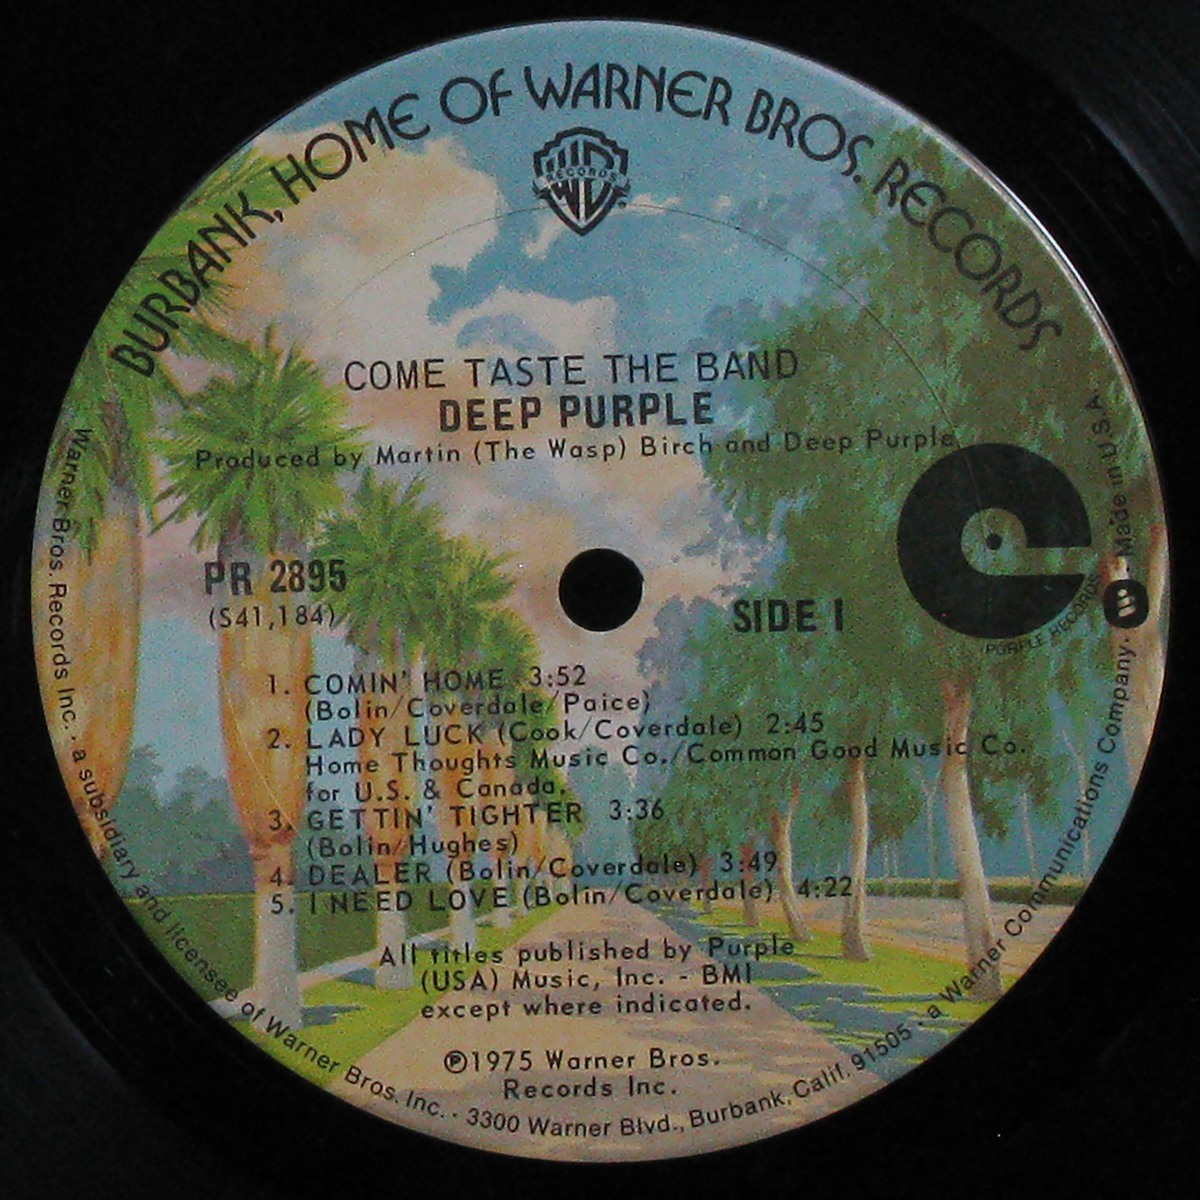 BURBANK, HOME OF WARNER BROS. RECORDS
WB
RECORDS
COME TASTE THE BAND
DEEP PURPLE
Produced by Martin (The Wasp) Birch and Deep Purple
PR 2895
(S41,184)
SIDE 1
PURPLE RECORDS
1. COMIN' HOME 3:52
(Bolin/Coverdale/Paice)
2. LADY LUCK (Cook/Coverdale) 2:45
Home Thoughts Music Co./Common Good Music Co.
for U.S. & Canada.
3. GETTIN' TIGHTER 3:36
(Bolin/Hughes)
4. DEALER (Bolin/Coverdale) 3:49
5. I NEED LOVE (Bolin/Coverdale) 4:22
All titles published by Purple
(USA) Music, Inc. - BMI
except where indicated.
℗1975 Warner Bros.
Records Inc.
Warner Bros. Records Inc. · a subsidiary and licensee of Warner Bros. Inc. · 3300 Warner Blvd., Burbank, Calif. 91505 · a Warner Communications Company. Made in U.S.A.